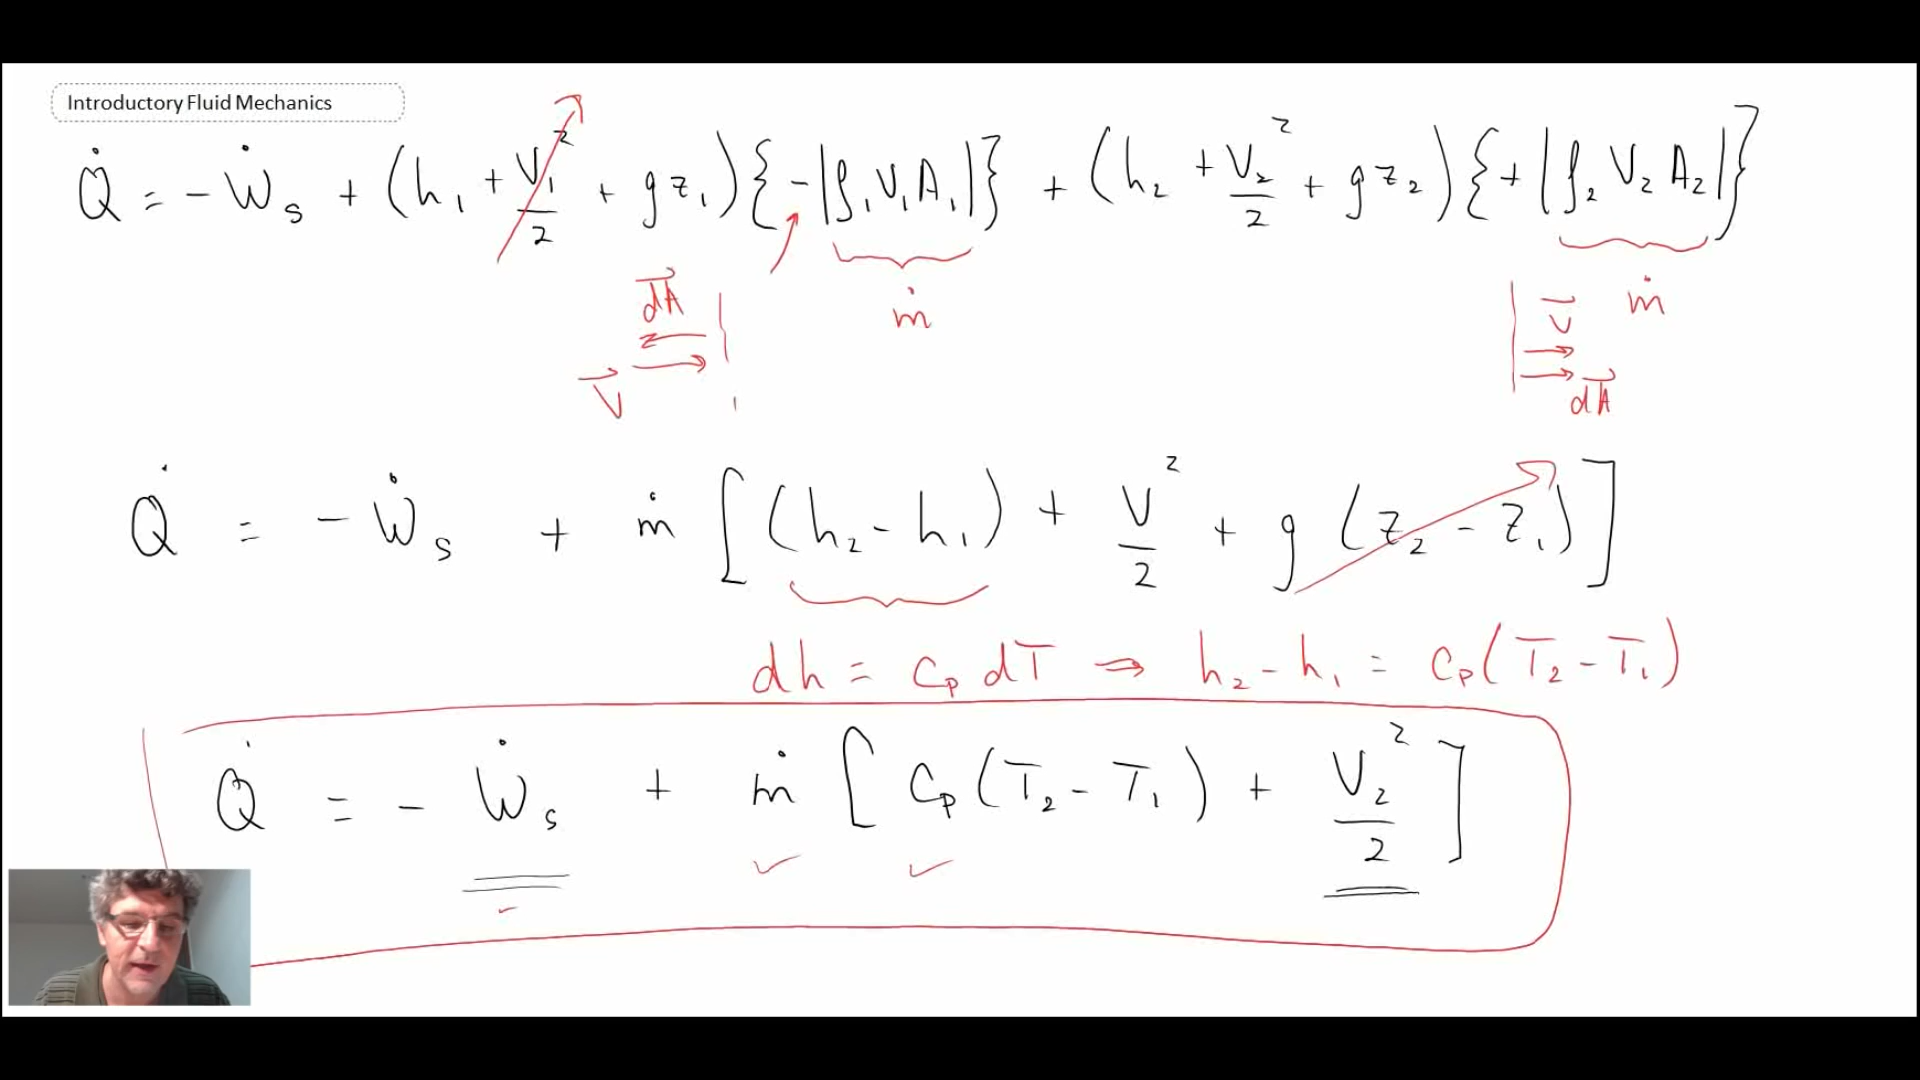 Introductory Fluid Mechanics
Q̇ = - Ẇs + (h₁ + V₁²/2 + gz₁){-|ρ₁V₁A₁|} + (h₂ + V₂²/2 + gz₂){+|ρ₂V₂A₂|}
dA⃗ ṁ V⃗ ṁ
V⃗ dA⃗
Q̇ = - Ẇs + ṁ [(h₂ - h₁) + V²/2 + g(z₂ - z₁)]
dh = cp dT ⇒ h₂ - h₁ = cp(T₂ - T₁)
Q̇ = - Ẇs + ṁ [cp(T₂ - T₁) + V₂²/2]